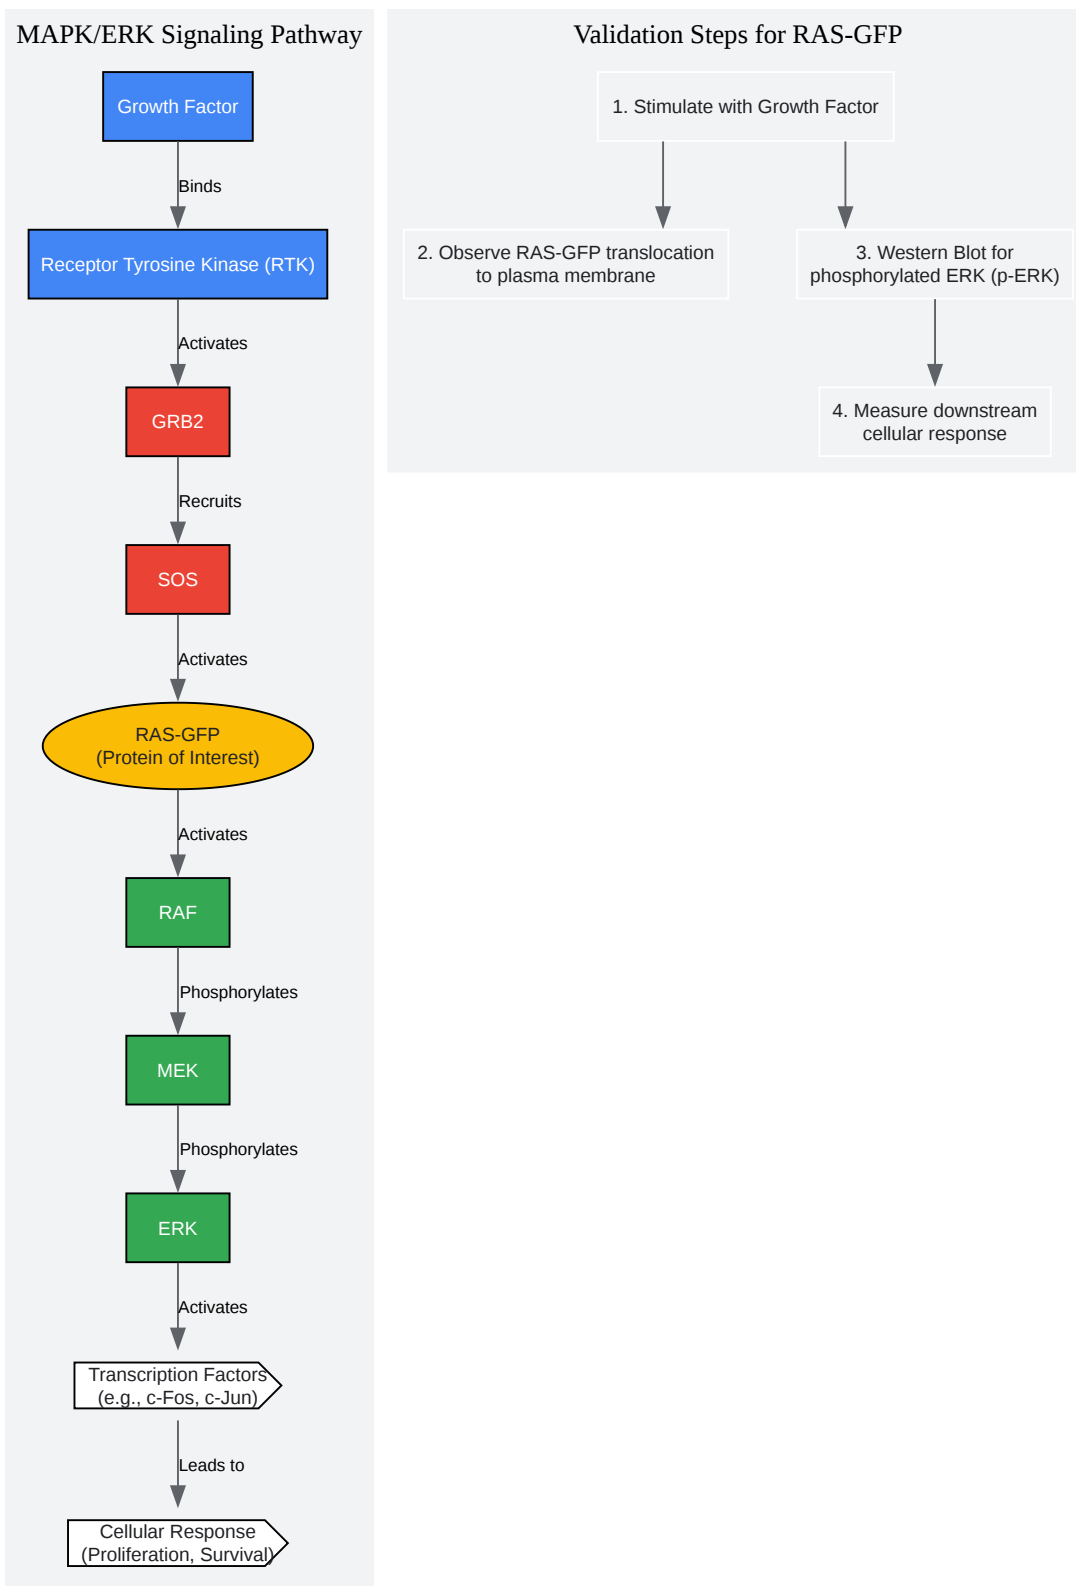 MAPK/ERK Signaling Pathway
Growth Factor
Binds
Receptor Tyrosine Kinase (RTK)
Activates
GRB2
Recruits
SOS
Activates
RAS-GFP
(Protein of Interest)
Activates
RAF
Phosphorylates
MEK
Phosphorylates
ERK
Activates
Transcription Factors
(e.g., c-Fos, c-Jun)
Leads to
Cellular Response
(Proliferation, Survival)
Validation Steps for RAS-GFP
1. Stimulate with Growth Factor
2. Observe RAS-GFP translocation
to plasma membrane
3. Western Blot for
phosphorylated ERK (p-ERK)
4. Measure downstream
cellular response